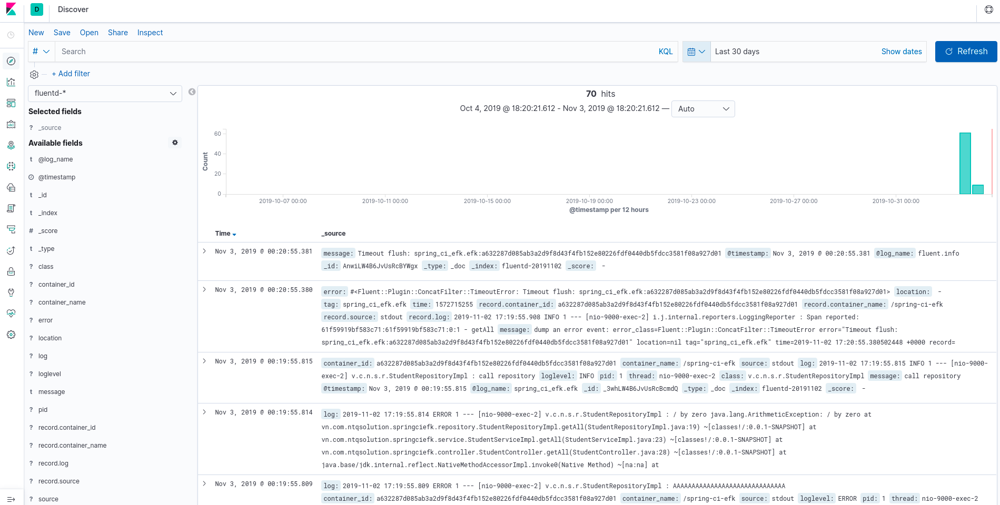 D Discover
New Save Open Share Inspect
# Search KQL Last 30 days Show dates Refresh
+ Add filter
fluentd-*
Selected fields
? _source
Available fields
t @log_name
@timestamp
t _id
t _index
# _score
t _type
? class
? container_id
? container_name
? error
? location
? log
? loglevel
t message
? pid
? record.container_id
? record.container_name
? record.log
? record.source
? source
70 hits
Oct 4, 2019 @ 18:20:21.612 - Nov 3, 2019 @ 18:20:21.612 — Auto
Count
60
40
20
0
2019-10-07 00:00 2019-10-11 00:00 2019-10-15 00:00 2019-10-19 00:00 2019-10-23 00:00 2019-10-27 00:00 2019-10-31 00:00
@timestamp per 12 hours
Time _source
Nov 3, 2019 @ 00:20:55.381 message: Timeout flush: spring_ci_efk.efk:a632287d085ab3a2d9f8d43f4fb152e80226fdf0440db5fdcc3581f08a927d01 @timestamp: Nov 3, 2019 @ 00:20:55.381 @log_name: fluent.info
_id: AnwiLW4B6JvUsRcBYWgx _type: _doc _index: fluentd-20191102 _score: -
Nov 3, 2019 @ 00:20:55.380 error: #<Fluent::Plugin::ConcatFilter::TimeoutError: Timeout flush: spring_ci_efk.efk:a632287d085ab3a2d9f8d43f4fb152e80226fdf0440db5fdcc3581f08a927d01> location: -
tag: spring_ci_efk.efk time: 1572715255 record.container_id: a632287d085ab3a2d9f8d43f4fb152e80226fdf0440db5fdcc3581f08a927d01 record.container_name: /spring-ci-efk
record.source: stdout record.log: 2019-11-02 17:19:55.908 INFO 1 --- [nio-9000-exec-2] i.j.internal.reporters.LoggingReporter : Span reported:
61f59919bf583c71:61f59919bf583c71:0:1 - getAll message: dump an error event: error_class=Fluent::Plugin::ConcatFilter::TimeoutError error="Timeout flush:
spring_ci_efk.efk:a632287d085ab3a2d9f8d43f4fb152e80226fdf0440db5fdcc3581f08a927d01" location=nil tag="spring_ci_efk.efk" time=2019-11-02 17:20:55.380502448 +0000 record=
Nov 3, 2019 @ 00:19:55.815 container_id: a632287d085ab3a2d9f8d43f4fb152e80226fdf0440db5fdcc3581f08a927d01 container_name: /spring-ci-efk source: stdout log: 2019-11-02 17:19:55.815 INFO 1 --- [nio-9000-
exec-2] v.c.n.s.r.StudentRepositoryImpl : call repository loglevel: INFO pid: 1 thread: nio-9000-exec-2 class: v.c.n.s.r.StudentRepositoryImpl message: call repository
@timestamp: Nov 3, 2019 @ 00:19:55.815 @log_name: spring_ci_efk.efk _id: _3whLW4B6JvUsRcBcmdQ _type: _doc _index: fluentd-20191102 _score: -
Nov 3, 2019 @ 00:19:55.814 log: 2019-11-02 17:19:55.814 ERROR 1 --- [nio-9000-exec-2] v.c.n.s.r.StudentRepositoryImpl : / by zero java.lang.ArithmeticException: / by zero at
vn.com.ntqsolution.springciefk.repository.StudentRepositoryImpl.getAll(StudentRepositoryImpl.java:19) ~[classes!/:0.0.1-SNAPSHOT] at
vn.com.ntqsolution.springciefk.service.StudentServiceImpl.getAll(StudentServiceImpl.java:23) ~[classes!/:0.0.1-SNAPSHOT] at
vn.com.ntqsolution.springciefk.controller.StudentController.getAll(StudentController.java:28) ~[classes!/:0.0.1-SNAPSHOT] at
java.base/jdk.internal.reflect.NativeMethodAccessorImpl.invoke0(Native Method) ~[na:na] at
Nov 3, 2019 @ 00:19:55.809 log: 2019-11-02 17:19:55.809 ERROR 1 --- [nio-9000-exec-2] v.c.n.s.r.StudentRepositoryImpl : AAAAAAAAAAAAAAAAAAAAAAAAAAAAAA
container_id: a632287d085ab3a2d9f8d43f4fb152e80226fdf0440db5fdcc3581f08a927d01 container_name: /spring-ci-efk source: stdout loglevel: ERROR pid: 1 thread: nio-9000-exec-2